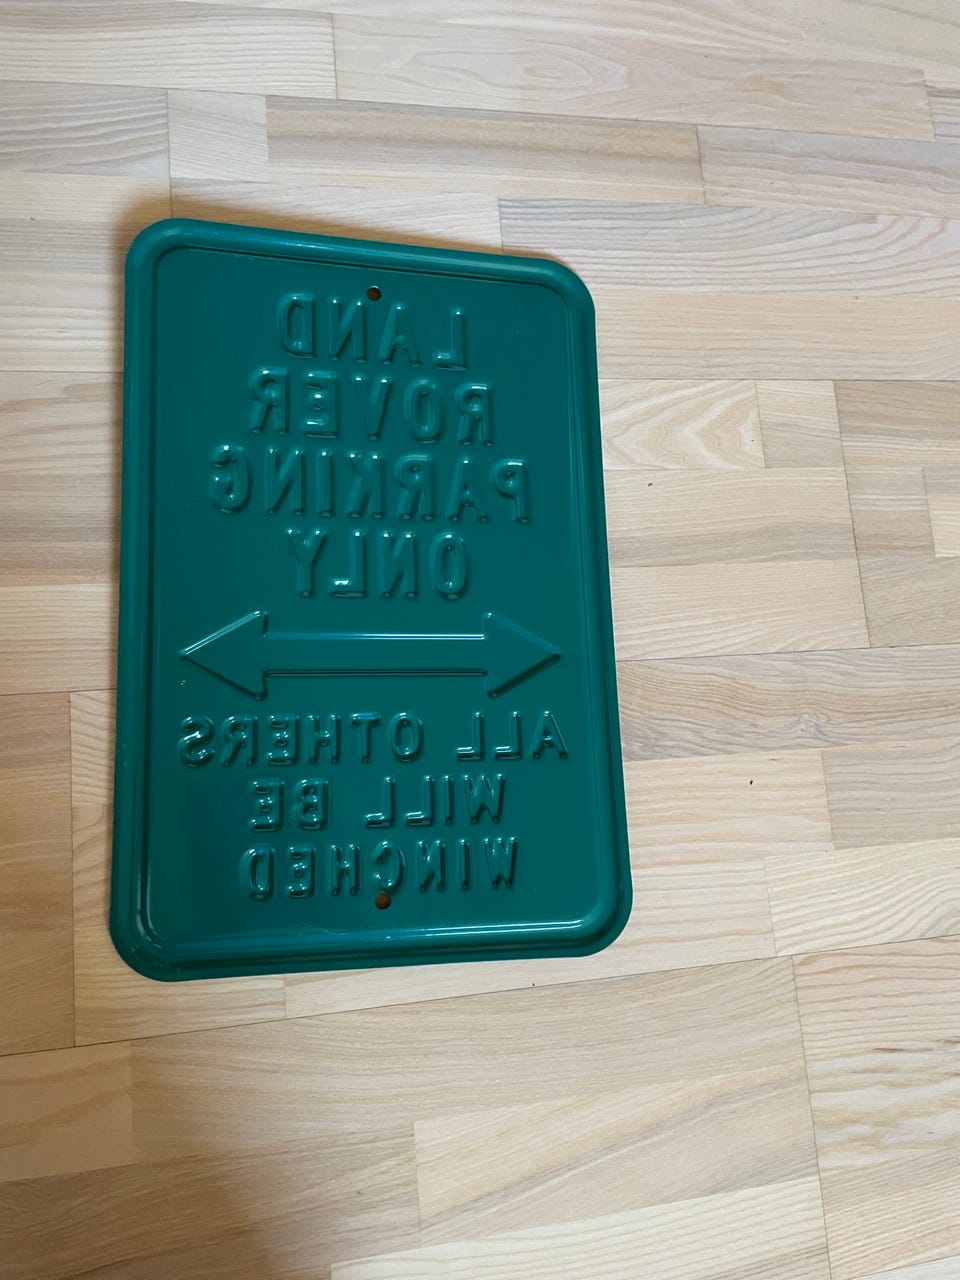 LAND
ROVER
PARKING
ONLY
ALL OTHERS
WILL BE
WINCHED